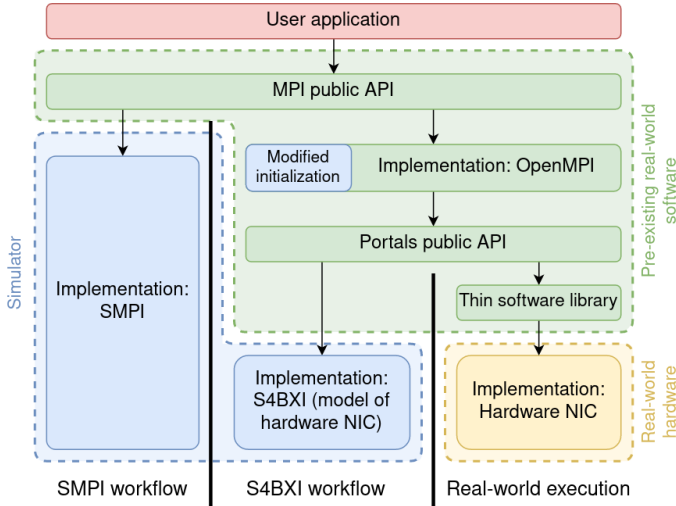 User application
MPI public API
Modified
initialization
Implementation: OpenMPI
Portals public API
Thin software library
Implementation:
SMPI
Implementation:
S4BXI (model of
hardware NIC)
Implementation:
Hardware NIC
Simulator
Pre-existing real-world
software
Real-world
hardware
SMPI workflow
S4BXI workflow
Real-world execution